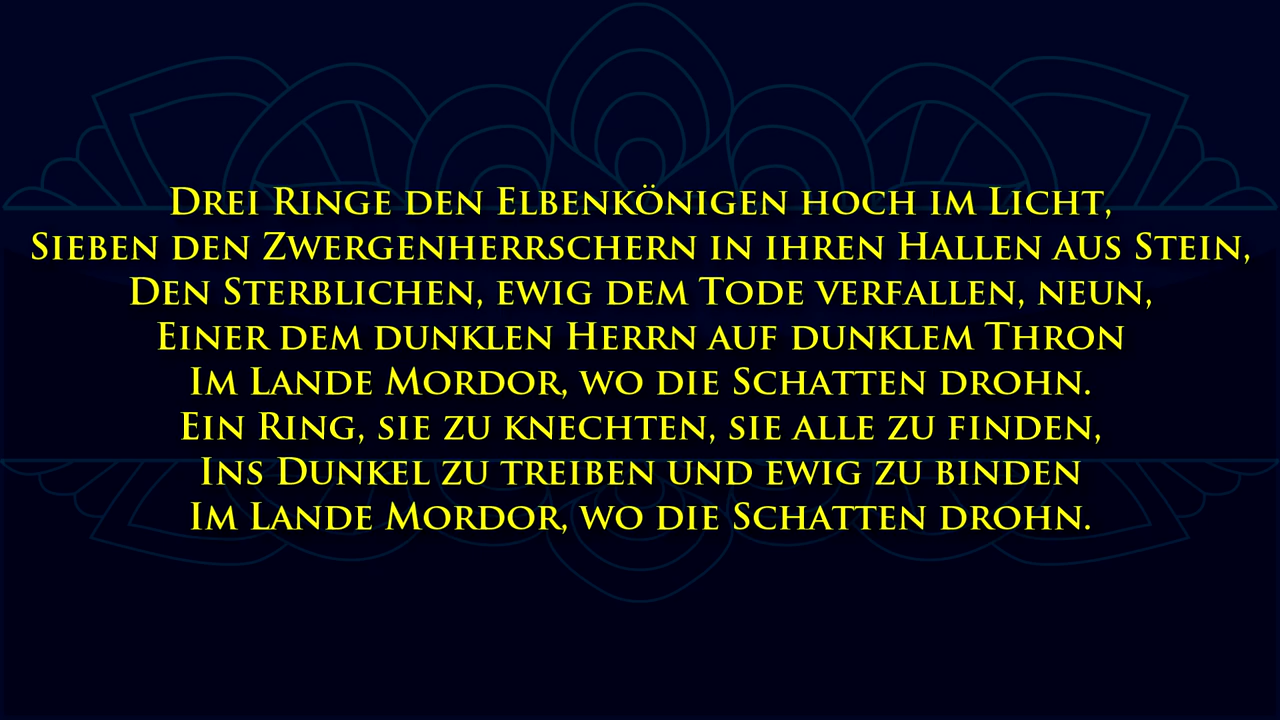 Drei Ringe den Elbenkönigen hoch im Licht,
Sieben den Zwergenherrschern in ihren Hallen aus Stein,
Den Sterblichen, ewig dem Tode verfallen, neun,
Einer dem dunklen Herrn auf dunklem Thron
Im Lande Mordor, wo die Schatten drohn.
Ein Ring, sie zu knechten, sie alle zu finden,
Ins Dunkel zu treiben und ewig zu binden
Im Lande Mordor, wo die Schatten drohn.